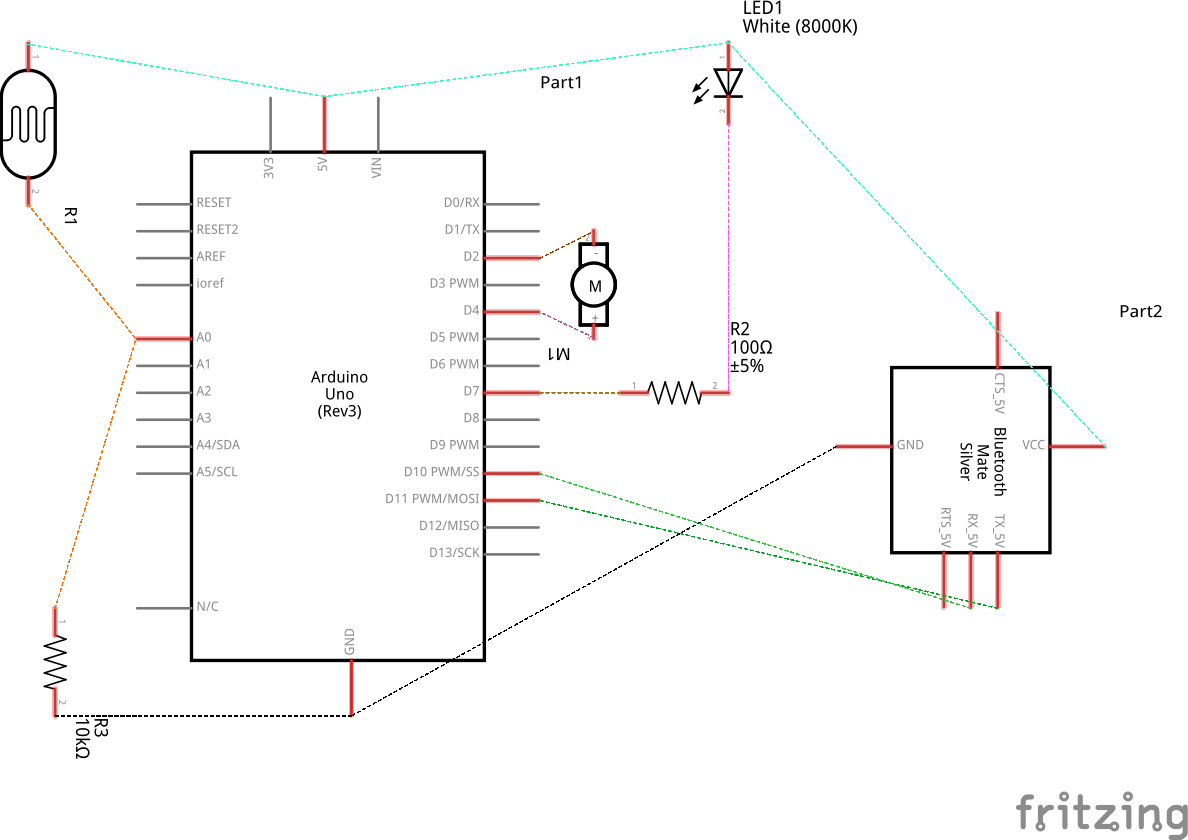 LED1
White (8000K)
Part1
1
1
2
3V3
5V
VIN
2
R1
RESET
RESET2
AREF
ioref
A0
A1
A2
A3
A4/SDA
A5/SCL
N/C
D0/RX
D1/TX
D2
D3 PWM
D4
D5 PWM
D6 PWM
D7
D8
D9 PWM
D10 PWM/SS
D11 PWM/MOSI
D12/MISO
D13/SCK
GND
Arduino
Uno
(Rev3)
-
M
+
M1
R2
100Ω
±5%
1
2
Part2
CTS_5V
GND
VCC
Bluetooth
Mate
Silver
RTS_5V
RX_5V
TX_5V
1
2
R3
10kΩ
fritzing